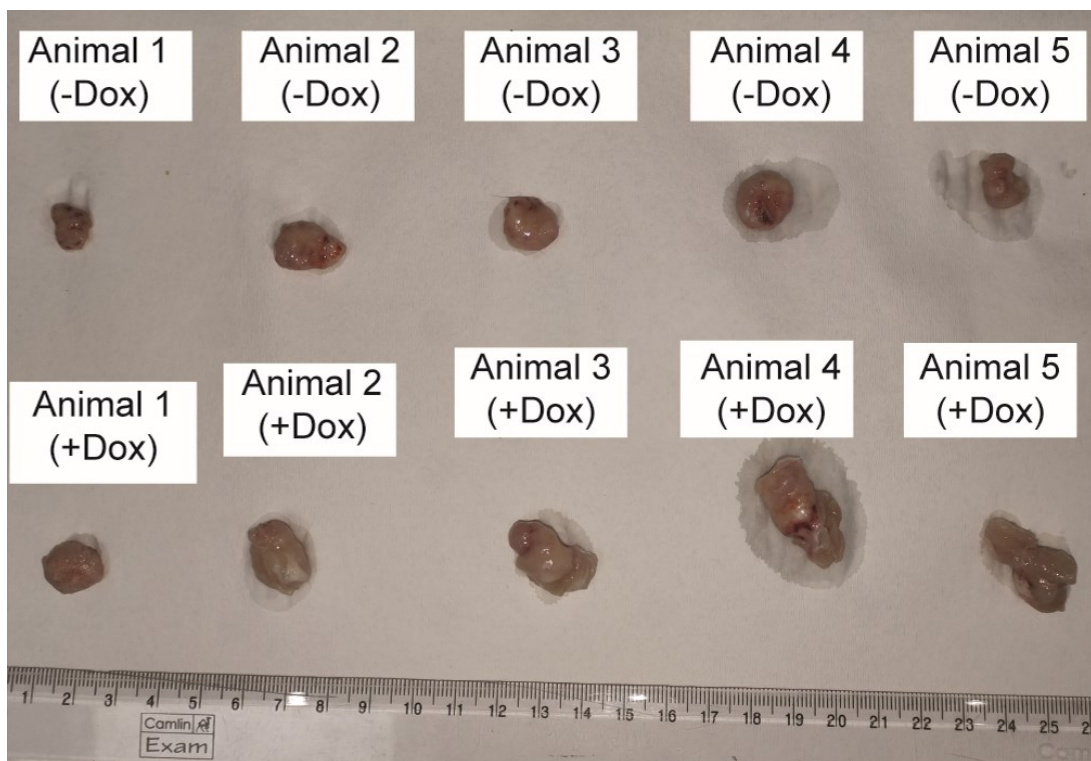 Animal 1
(-Dox)
Animal 2
(-Dox)
Animal 3
(-Dox)
Animal 4
(-Dox)
Animal 5
(-Dox)
Animal 1
(+Dox)
Animal 2
(+Dox)
Animal 3
(+Dox)
Animal 4
(+Dox)
Animal 5
(+Dox)
1 2 3 4 5 6 7 8 9 10 11 12 13 14 15 16 17 18 19 20 21 22 23 24 25
Camlin
Exam